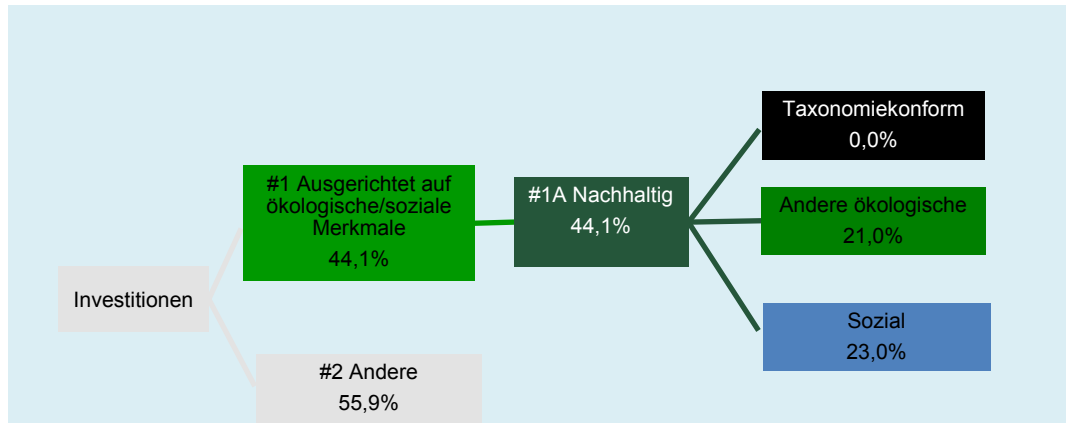 Investitionen
#1 Ausgerichtet auf
ökologische/soziale
Merkmale
44,1%
#2 Andere
55,9%
#1A Nachhaltig
44,1%
Taxonomiekonform
0,0%
Andere ökologische
21,0%
Sozial
23,0%